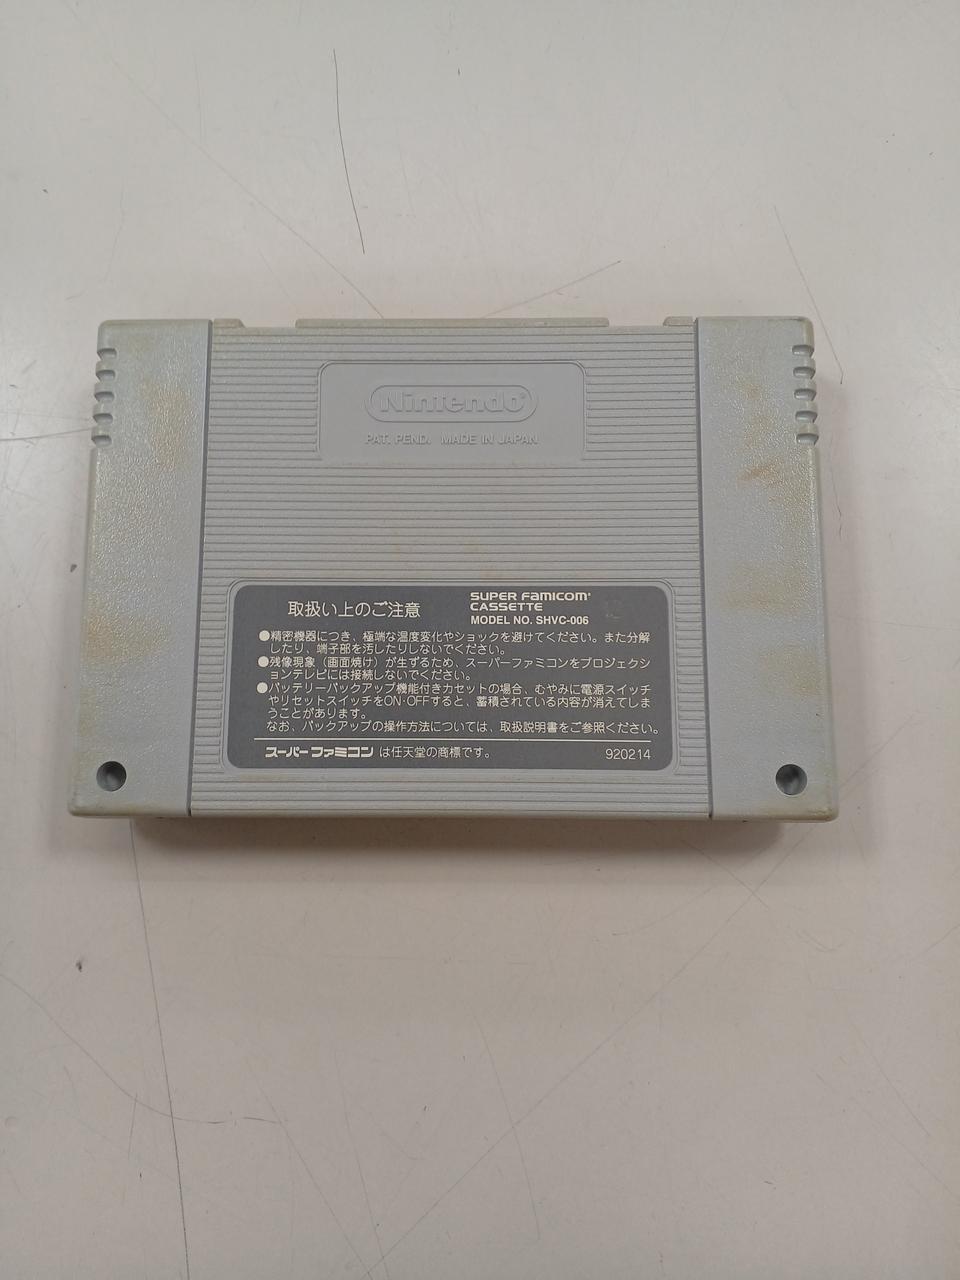 Nintendo®
PAT. PEND. MADE IN JAPAN
取扱い上のご注意
SUPER FAMICOM®
CASSETTE
MODEL NO. SHVC-006
●精密機器につき、極端な温度変化やショックを避けてください。また分解
したり、端子部を汚したりしないでください。
●残像現象（画面焼け）が生ずるため、スーパーファミコンをプロジェクシ
ョンテレビには接続しないでください。
●バッテリーバックアップ機能付きカセットの場合、むやみに電源スイッチ
やリセットスイッチをON·OFFすると、蓄積されている内容が消えてしま
うことがあります。
なお、バックアップの操作方法については、取扱説明書をご参照ください。
スーパーファミコン は任天堂の商標です。
920214